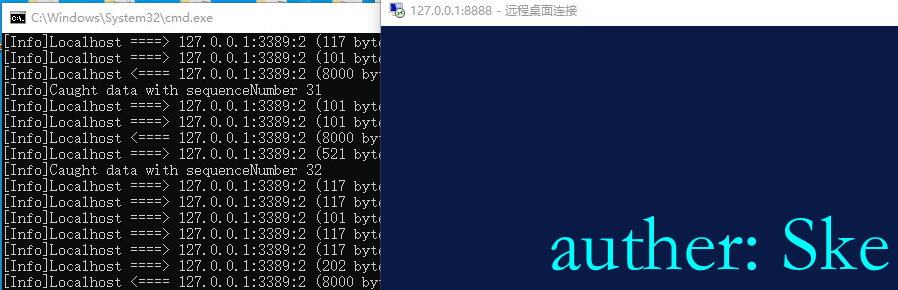 C:\Windows\System32\cmd.exe
[Info]Localhost ====> 127.0.0.1:3389:2 (117 byte
[Info]Localhost ====> 127.0.0.1:3389:2 (101 byte
[Info]Localhost <==== 127.0.0.1:3389:2 (8000 byt
[Info]Caught data with sequenceNumber 31
[Info]Localhost ====> 127.0.0.1:3389:2 (101 byte
[Info]Localhost ====> 127.0.0.1:3389:2 (101 byte
[Info]Localhost <==== 127.0.0.1:3389:2 (8000 byt
[Info]Localhost ====> 127.0.0.1:3389:2 (521 byte
[Info]Caught data with sequenceNumber 32
[Info]Localhost ====> 127.0.0.1:3389:2 (117 byte
[Info]Localhost ====> 127.0.0.1:3389:2 (117 byte
[Info]Localhost ====> 127.0.0.1:3389:2 (101 byte
[Info]Localhost ====> 127.0.0.1:3389:2 (117 byte
[Info]Localhost ====> 127.0.0.1:3389:2 (117 byte
[Info]Localhost ====> 127.0.0.1:3389:2 (202 byte
[Info]Localhost <==== 127.0.0.1:3389:2 (8000 byt
127.0.0.1:8888 - 远程桌面连接
auther: Ske